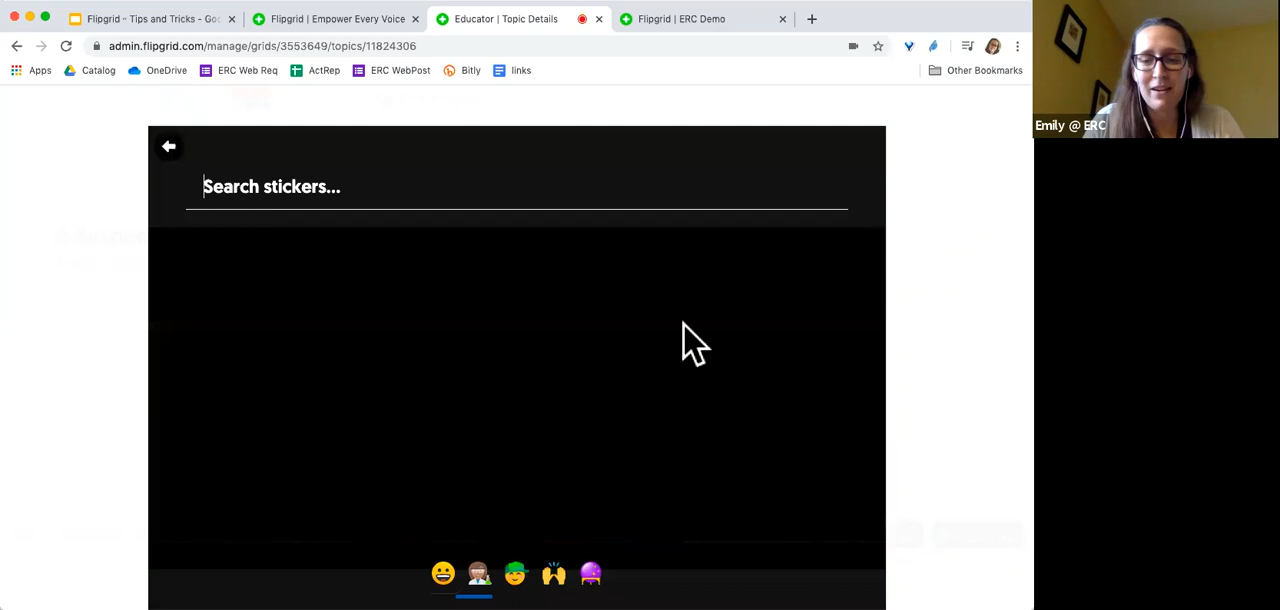 Flipgrid - Tips and Tricks - Goo
Flipgrid | Empower Every Voice
Educator | Topic Details
Flipgrid | ERC Demo
admin.flipgrid.com/manage/grids/3553649/topics/11824306
Apps
Catalog
OneDrive
ERC Web Req
ActRep
ERC WebPost
Bitly
links
Other Bookmarks
Search stickers...
Emily @ ERC